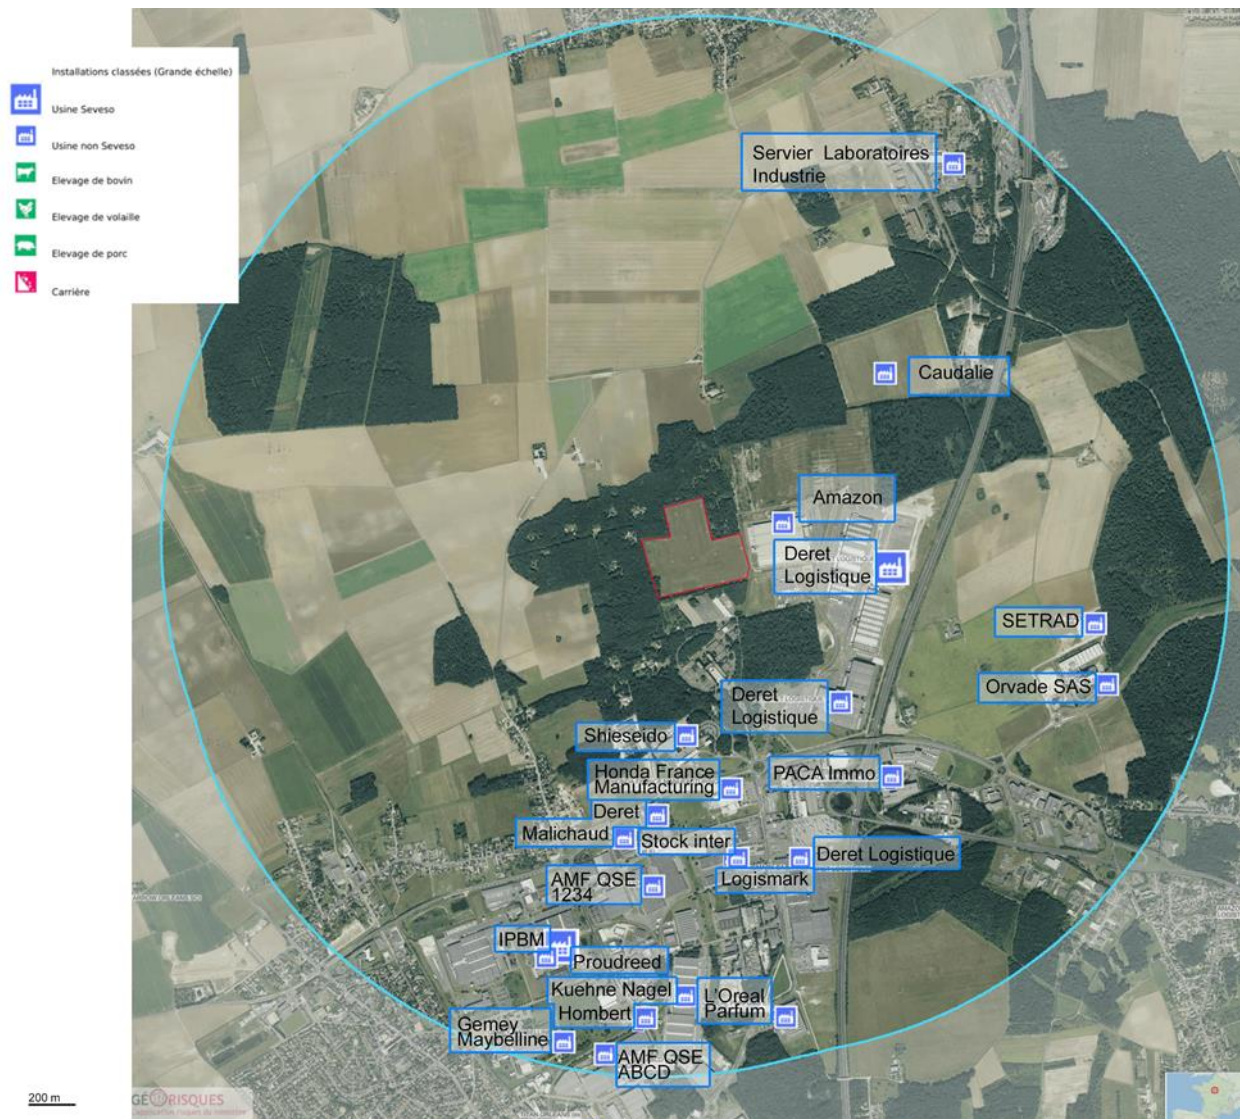 Installations classées (Grande échelle)
Usine Seveso
Usine non Seveso
Elevage de bovin
Elevage de volaille
Elevage de porc
Carrière
Servier Laboratoires
Industrie
Caudalie
Amazon
Deret
Logistique
SETRAD
Orvade SAS
Deret
Logistique
Shieseido
Honda France
Manufacturing
PACA Immo
Deret
Malichaud
Stock inter
Deret Logistique
Logismark
AMF QSE
1234
IPBM
Proudreed
Kuehne Nagel
L'Oreal
Parfum
Hombert
Gemey
Maybelline
AMF QSE
ABCD
200 m
GÉORISQUES